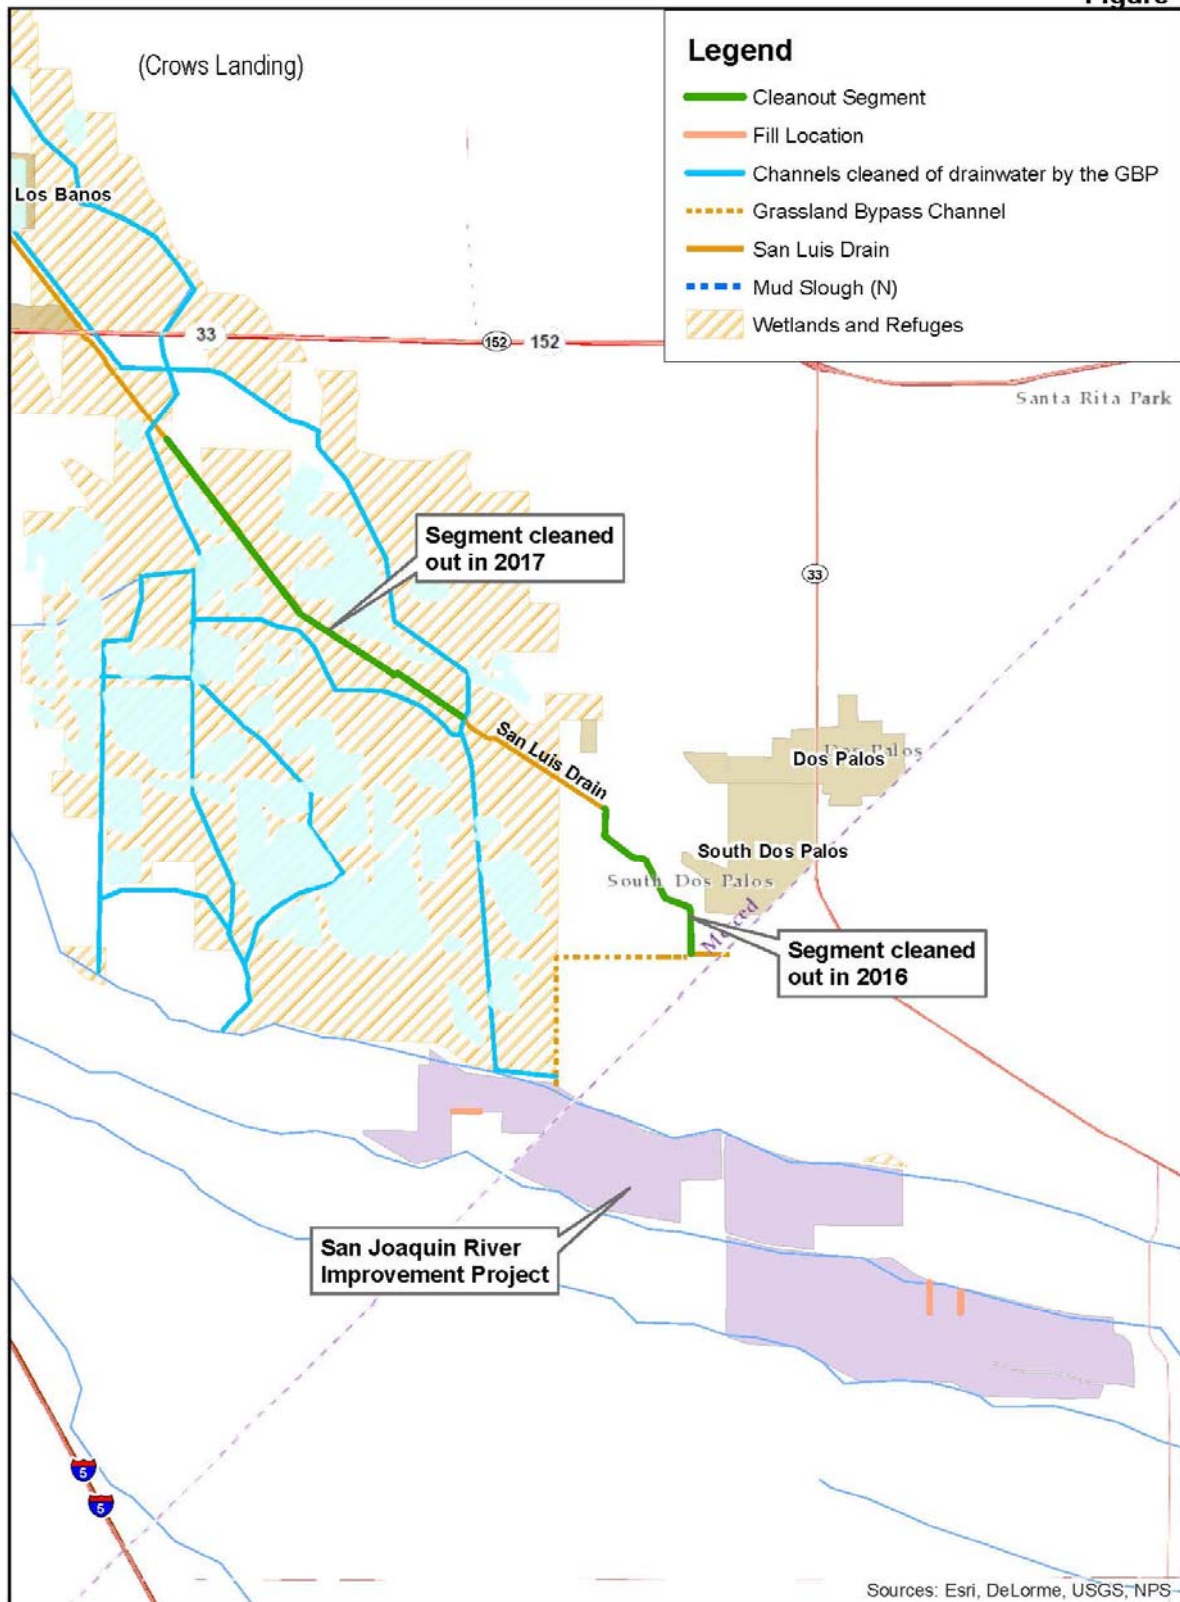 Figure
(Crows Landing)
Legend
Cleanout Segment
Fill Location
Channels cleaned of drainwater by the GBP
Grassland Bypass Channel
San Luis Drain
Mud Slough (N)
Wetlands and Refuges
Los Banos
33
152
152
Santa Rita Park
Segment cleaned
out in 2017
33
San Luis Drain
Dos Palos
Dos Palos
South Dos Palos
South Dos Palos
Merced
Segment cleaned
out in 2016
San Joaquin River
Improvement Project
5
5
Sources: Esri, DeLorme, USGS, NPS